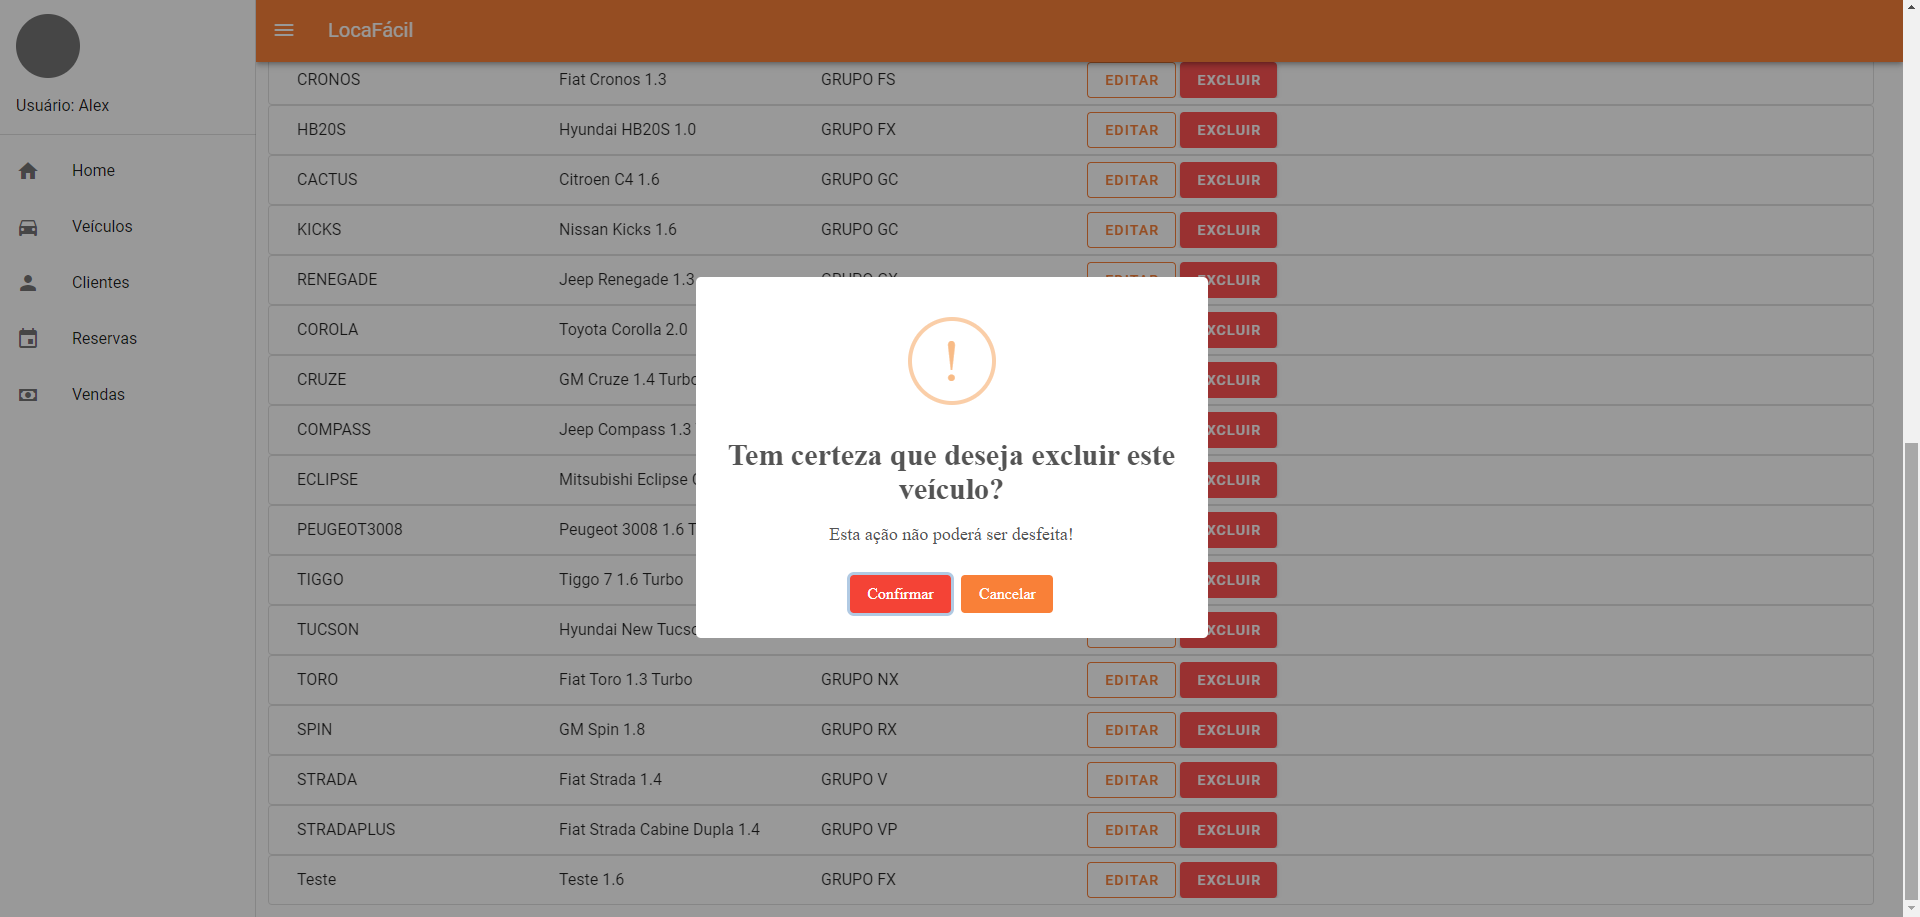 LocaFácil
Usuário: Alex
Home
Veículos
Clientes
Reservas
Vendas
CRONOS Fiat Cronos 1.3 GRUPO FS EDITAR EXCLUIR
HB20S Hyundai HB20S 1.0 GRUPO FX EDITAR EXCLUIR
CACTUS Citroen C4 1.6 GRUPO GC EDITAR EXCLUIR
KICKS Nissan Kicks 1.6 GRUPO GC EDITAR EXCLUIR
RENEGADE Jeep Renegade 1.3 GRUPO EDITAR EXCLUIR
COROLA Toyota Corolla 2.0 XCLUIR
CRUZE GM Cruze 1.4 Turbo XCLUIR
COMPASS Jeep Compass 1.3 XCLUIR
ECLIPSE Mitsubishi Eclipse XCLUIR
PEUGEOT3008 Peugeot 3008 1.6 T XCLUIR
TIGGO Tiggo 7 1.6 Turbo XCLUIR
TUCSON Hyundai New Tucso XCLUIR
TORO Fiat Toro 1.3 Turbo GRUPO NX EDITAR EXCLUIR
SPIN GM Spin 1.8 GRUPO RX EDITAR EXCLUIR
STRADA Fiat Strada 1.4 GRUPO V EDITAR EXCLUIR
STRADAPLUS Fiat Strada Cabine Dupla 1.4 GRUPO VP EDITAR EXCLUIR
Teste Teste 1.6 GRUPO FX EDITAR EXCLUIR
!
Tem certeza que deseja excluir este
veículo?
Esta ação não poderá ser desfeita!
Confirmar Cancelar